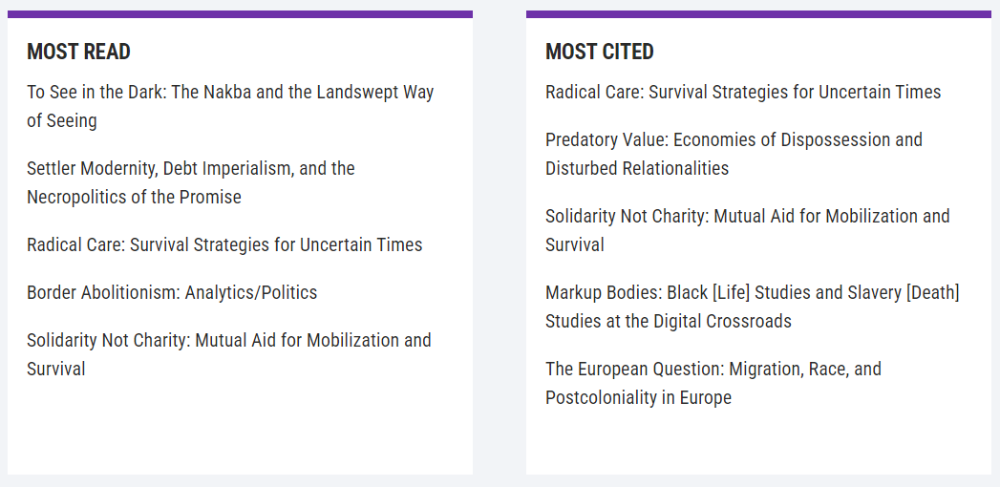 MOST READ
To See in the Dark: The Nakba and the Landswept Way
of Seeing
Settler Modernity, Debt Imperialism, and the
Necropolitics of the Promise
Radical Care: Survival Strategies for Uncertain Times
Border Abolitionism: Analytics/Politics
Solidarity Not Charity: Mutual Aid for Mobilization and
Survival
MOST CITED
Radical Care: Survival Strategies for Uncertain Times
Predatory Value: Economies of Dispossession and
Disturbed Relationalities
Solidarity Not Charity: Mutual Aid for Mobilization and
Survival
Markup Bodies: Black [Life] Studies and Slavery [Death]
Studies at the Digital Crossroads
The European Question: Migration, Race, and
Postcoloniality in Europe